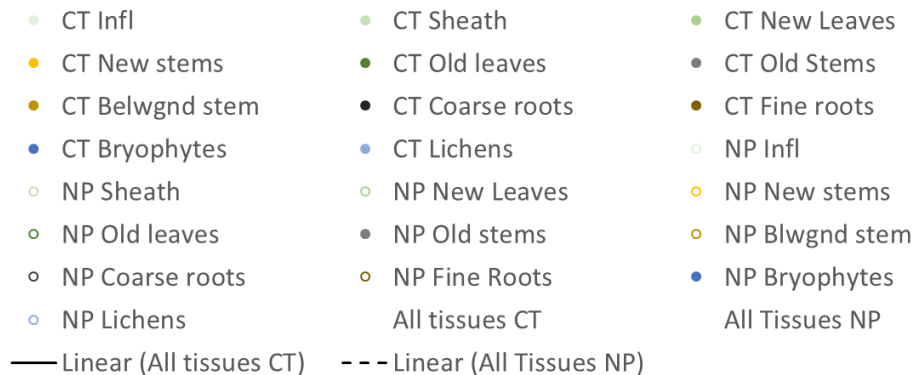 CT Infl CT Sheath CT New Leaves
CT New stems CT Old leaves CT Old Stems
CT Belwgnd stem CT Coarse roots CT Fine roots
CT Bryophytes CT Lichens NP Infl
NP Sheath NP New Leaves NP New stems
NP Old leaves NP Old stems NP Blwgnd stem
NP Coarse roots NP Fine Roots NP Bryophytes
NP Lichens All tissues CT All Tissues NP
Linear (All tissues CT) Linear (All Tissues NP)